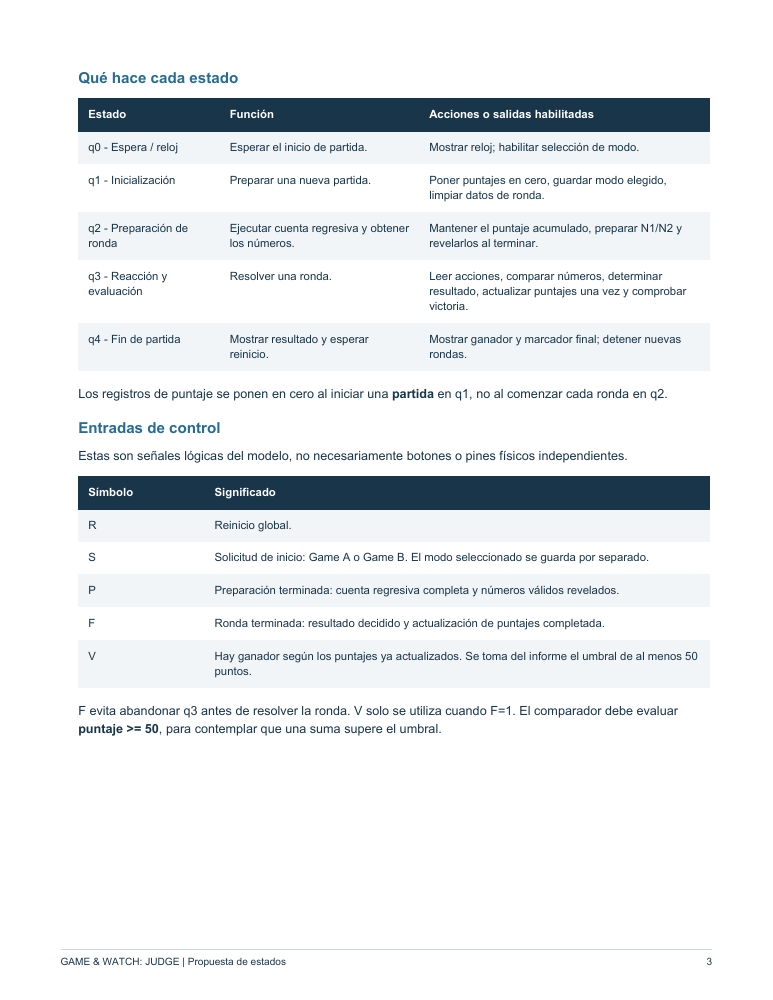 Qué hace cada estado
Estado Función Acciones o salidas habilitadas
q0 - Espera / reloj Esperar el inicio de partida. Mostrar reloj; habilitar selección de modo.
q1 - Inicialización Preparar una nueva partida. Poner puntajes en cero, guardar modo elegido,
limpiar datos de ronda.
q2 - Preparación de Ejecutar cuenta regresiva y obtener Mantener el puntaje acumulado, preparar N1/N2 y
ronda los números. revelarlos al terminar.
q3 - Reacción y Resolver una ronda. Leer acciones, comparar números, determinar
evaluación resultado, actualizar puntajes una vez y comprobar
victoria.
q4 - Fin de partida Mostrar resultado y esperar Mostrar ganador y marcador final; detener nuevas
reinicio. rondas.
Los registros de puntaje se ponen en cero al iniciar una partida en q1, no al comenzar cada ronda en q2.
Entradas de control
Estas son señales lógicas del modelo, no necesariamente botones o pines físicos independientes.
Símbolo Significado
R Reinicio global.
S Solicitud de inicio: Game A o Game B. El modo seleccionado se guarda por separado.
P Preparación terminada: cuenta regresiva completa y números válidos revelados.
F Ronda terminada: resultado decidido y actualización de puntajes completada.
V Hay ganador según los puntajes ya actualizados. Se toma del informe el umbral de al menos 50
puntos.
F evita abandonar q3 antes de resolver la ronda. V solo se utiliza cuando F=1. El comparador debe evaluar
puntaje >= 50, para contemplar que una suma supere el umbral.
GAME & WATCH: JUDGE | Propuesta de estados 3